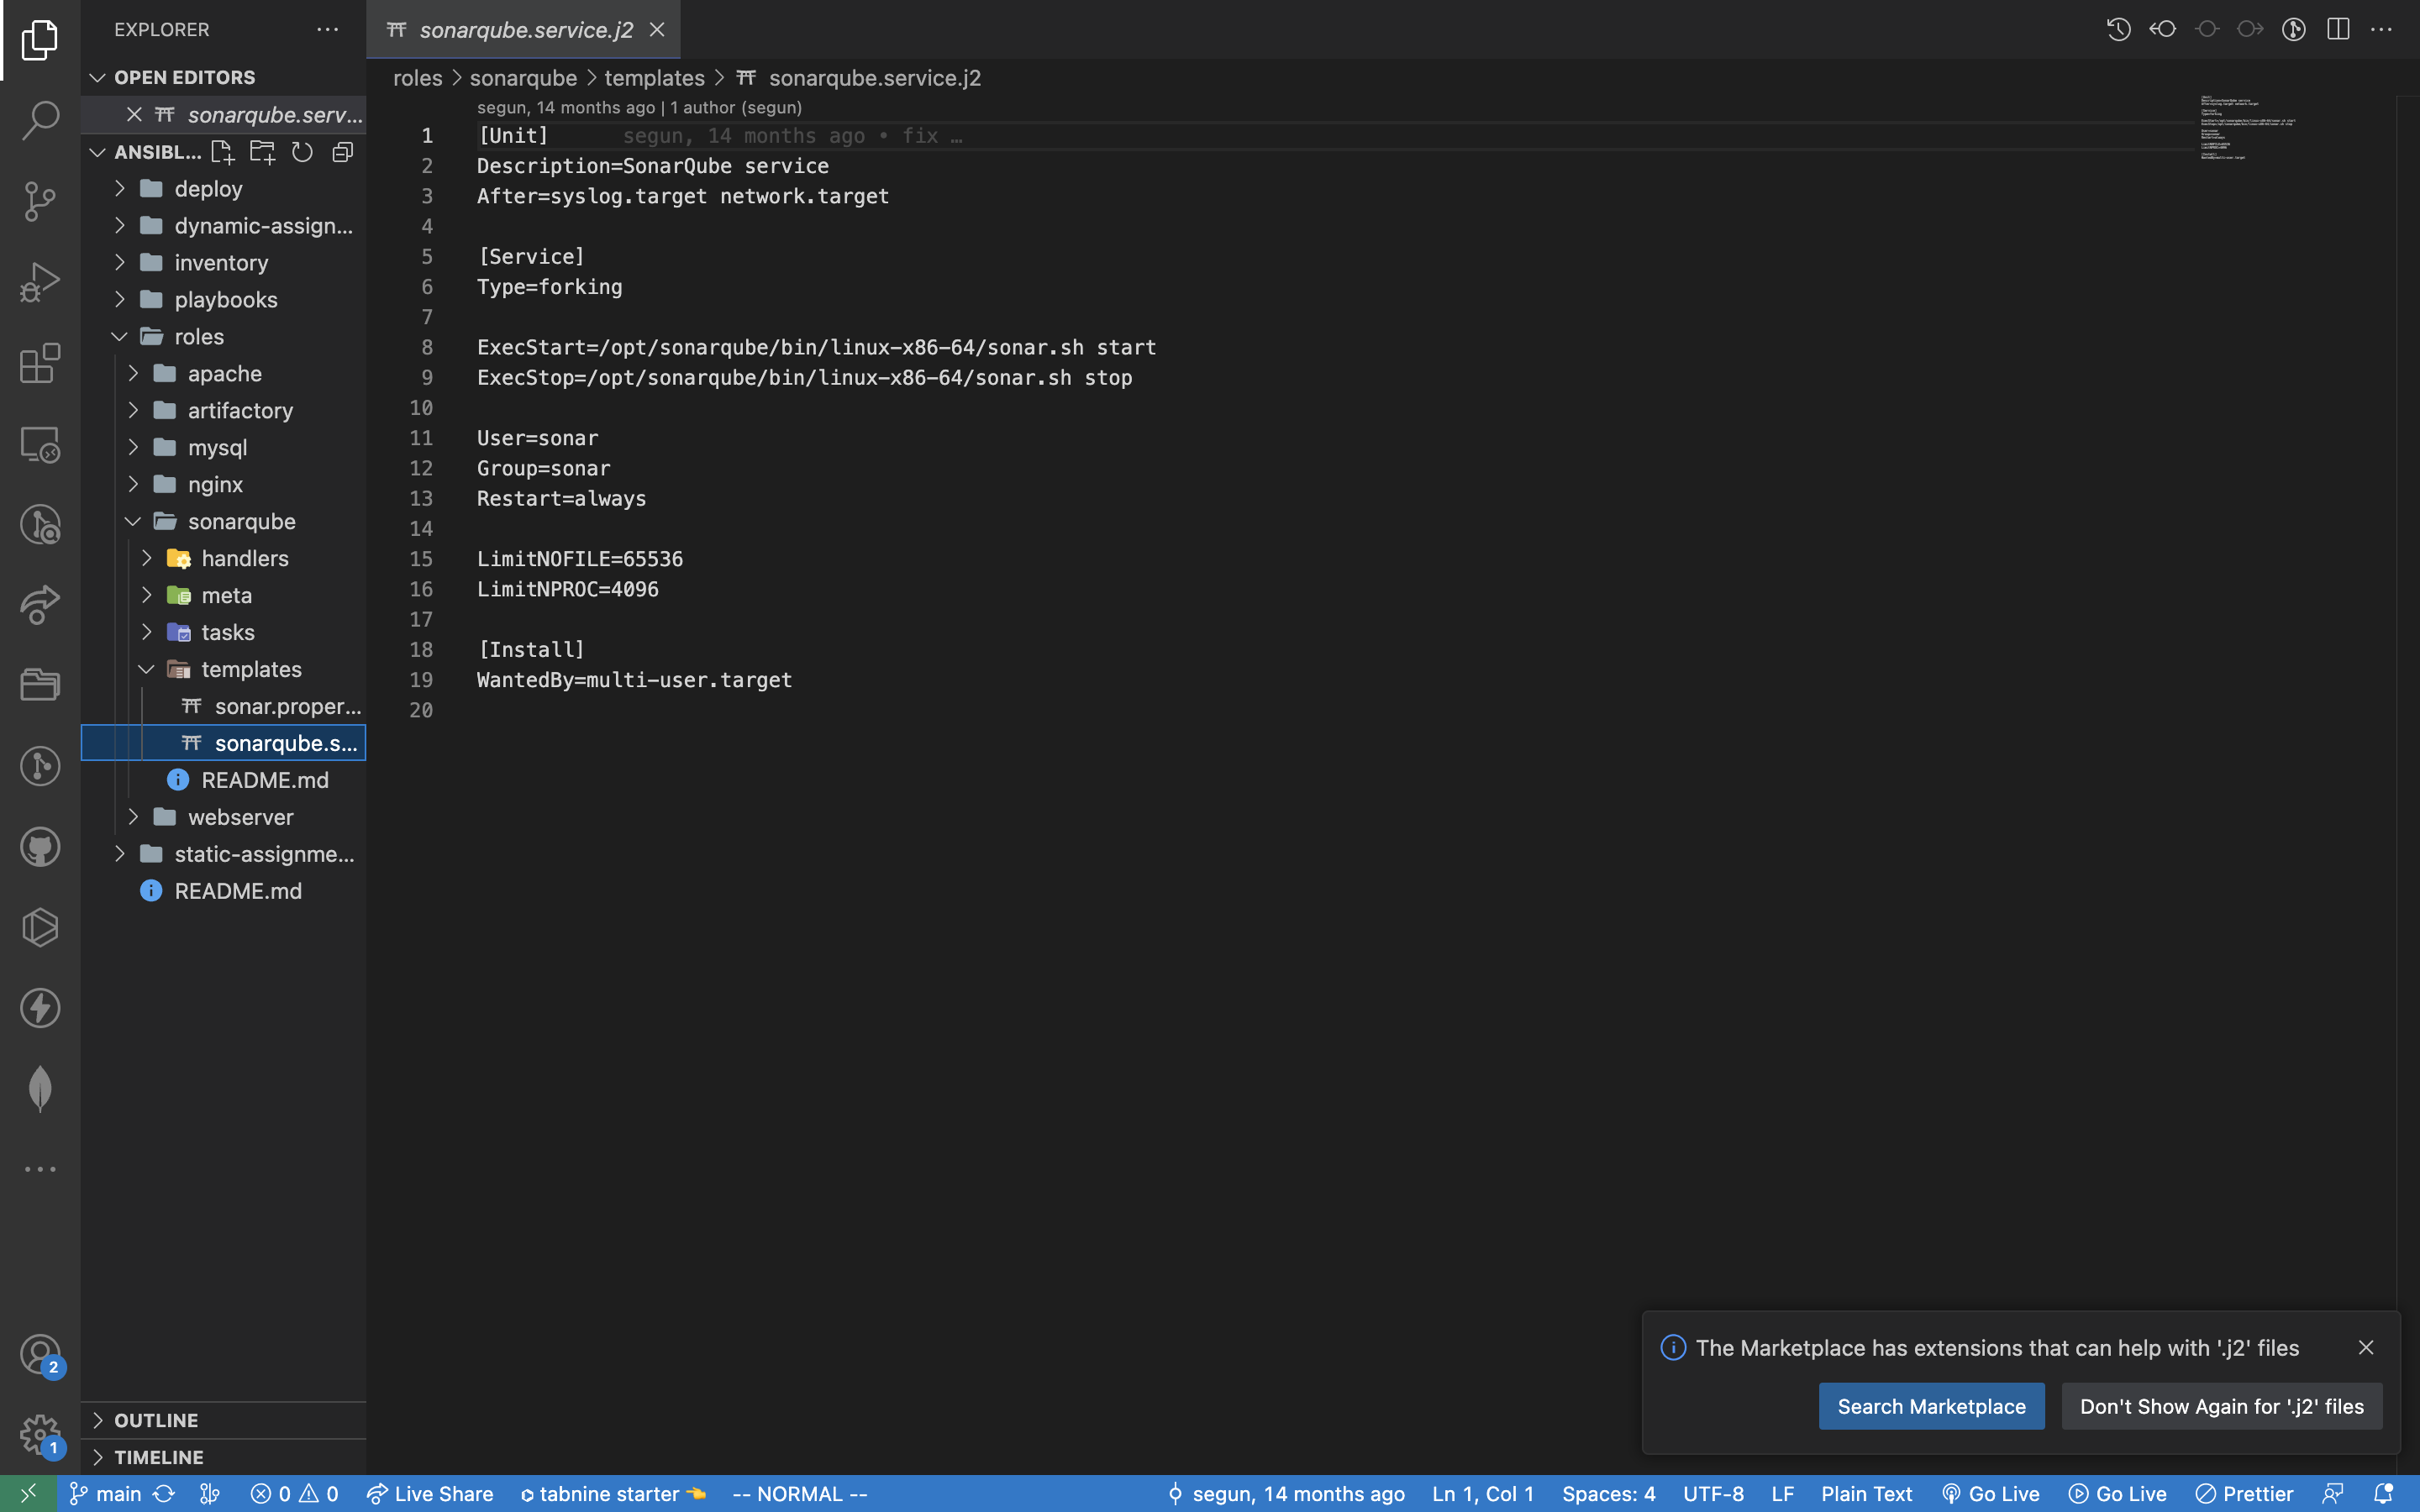 EXPLORER
OPEN EDITORS
sonarqube.serv...
ANSIBL...
deploy
dynamic-assign...
inventory
playbooks
roles
apache
artifactory
mysql
nginx
sonarqube
handlers
meta
tasks
templates
sonar.proper...
sonarqube.s...
README.md
webserver
static-assignme...
README.md
OUTLINE
TIMELINE
2
1
sonarqube.service.j2
roles > sonarqube > templates > sonarqube.service.j2
segun, 14 months ago | 1 author (segun)
1 [Unit] segun, 14 months ago • fix …
2 Description=SonarQube service
3 After=syslog.target network.target
4
5 [Service]
6 Type=forking
7
8 ExecStart=/opt/sonarqube/bin/linux-x86-64/sonar.sh start
9 ExecStop=/opt/sonarqube/bin/linux-x86-64/sonar.sh stop
10
11 User=sonar
12 Group=sonar
13 Restart=always
14
15 LimitNOFILE=65536
16 LimitNPROC=4096
17
18 [Install]
19 WantedBy=multi-user.target
20
The Marketplace has extensions that can help with '.j2' files
Search Marketplace
Don't Show Again for '.j2' files
main 0 0 Live Share tabnine starter -- NORMAL -- segun, 14 months ago Ln 1, Col 1 Spaces: 4 UTF-8 LF Plain Text Go Live Go Live Prettier